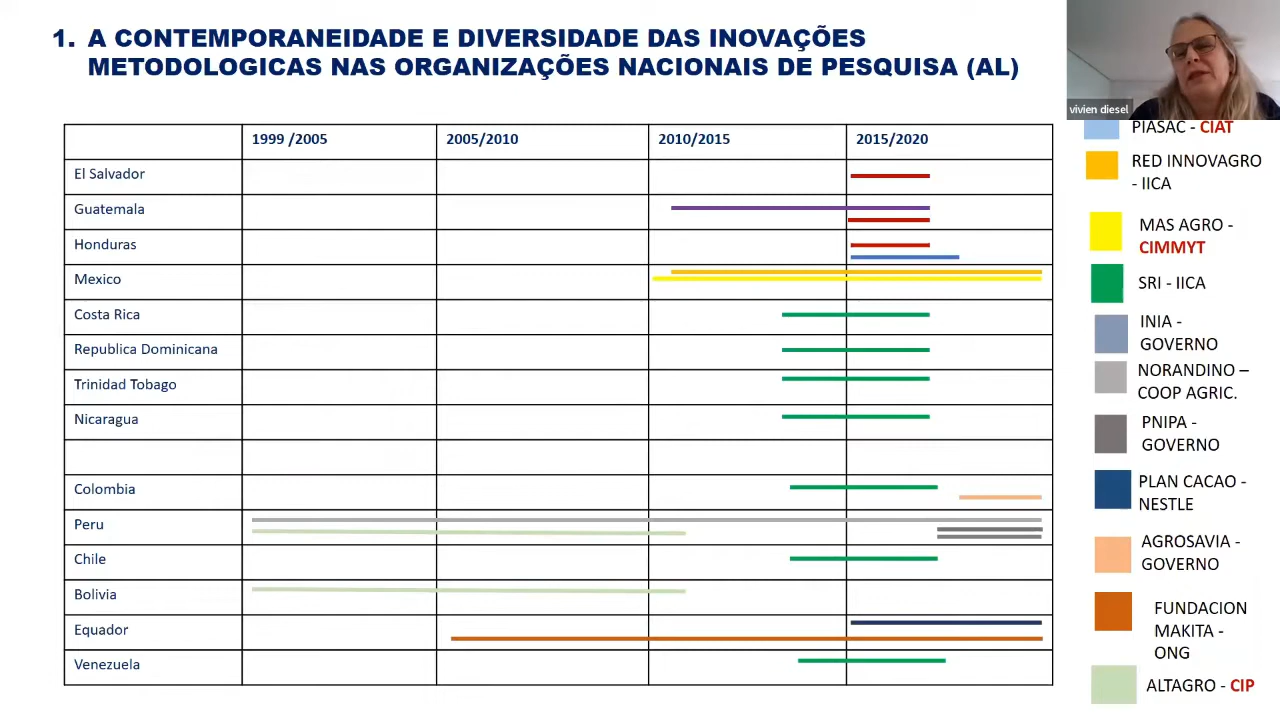 1. A CONTEMPORANEIDADE E DIVERSIDADE DAS INOVAÇÕES
METODOLOGICAS NAS ORGANIZAÇÕES NACIONAIS DE PESQUISA (AL)
vivien diesel
1999 /2005 2005/2010 2010/2015 2015/2020
El Salvador
Guatemala
Honduras
Mexico
Costa Rica
Republica Dominicana
Trinidad Tobago
Nicaragua
Colombia
Peru
Chile
Bolivia
Equador
Venezuela
PIASAC - CIAT
RED INNOVAGRO
- IICA
MAS AGRO -
CIMMYT
SRI - IICA
INIA -
GOVERNO
NORANDINO –
COOP AGRIC.
PNIPA -
GOVERNO
PLAN CACAO -
NESTLE
AGROSAVIA -
GOVERNO
FUNDACION
MAKITA -
ONG
ALTAGRO - CIP